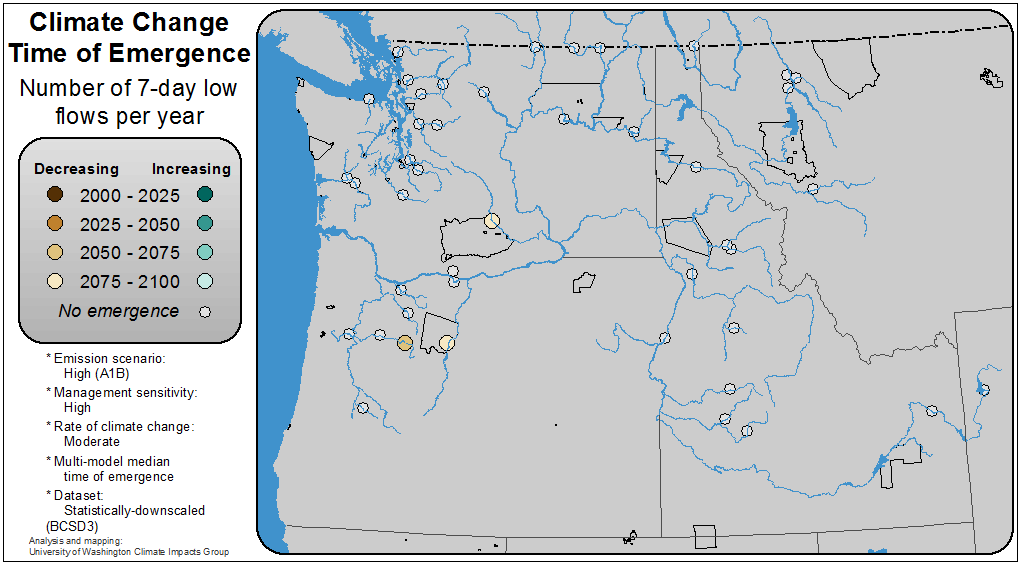 Climate Change
Time of Emergence
Number of 7-day low
flows per year
Decreasing Increasing
2000 - 2025
2025 - 2050
2050 - 2075
2075 - 2100
No emergence
* Emission scenario:
High (A1B)
* Management sensitivity:
High
* Rate of climate change:
Moderate
* Multi-model median
time of emergence
* Dataset:
Statistically-downscaled
(BCSD3)
Analysis and mapping:
University of Washington Climate Impacts Group